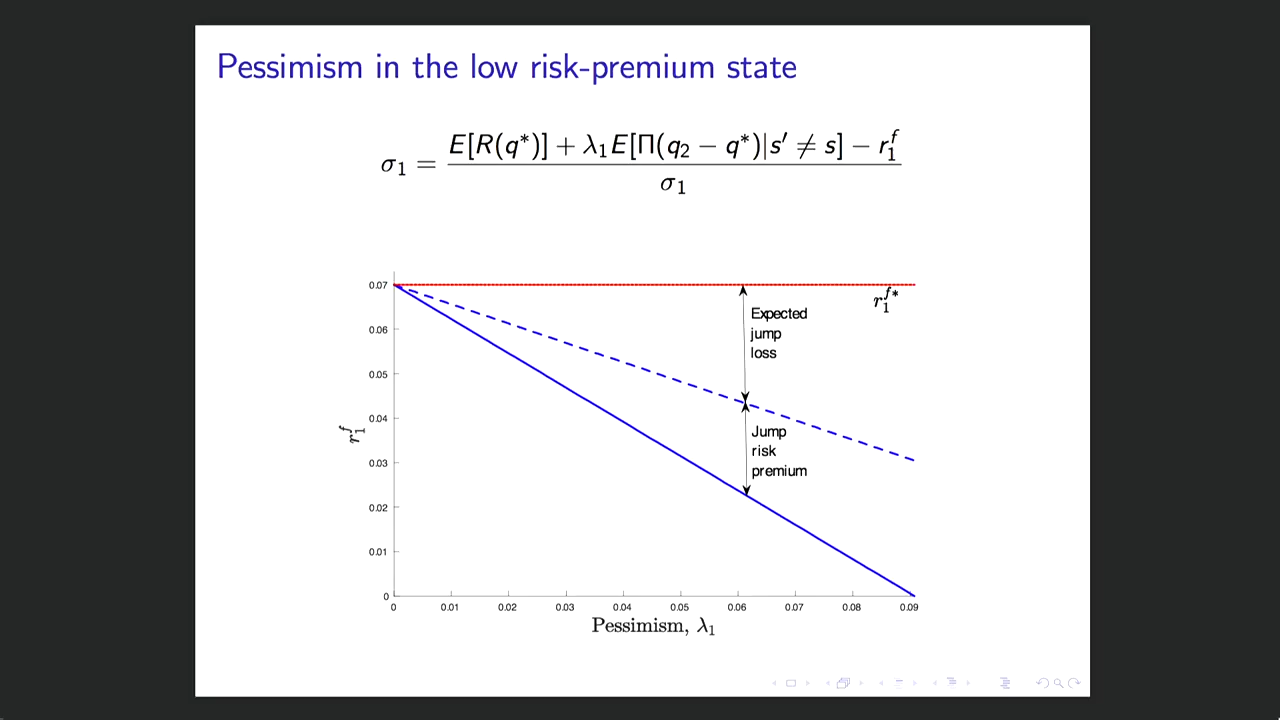 Pessimism in the low risk-premium state
σ₁ = (E[R(q*)] + λ₁E[Π(q₂ − q*)|s′ ≠ s] − r₁ᶠ) / σ₁
0.07
0.06
0.05
0.04
0.03
0.02
0.01
0
r₁ᶠ
r₁ᶠ*
Expected
jump
loss
Jump
risk
premium
0 0.01 0.02 0.03 0.04 0.05 0.06 0.07 0.08 0.09
Pessimism, λ₁